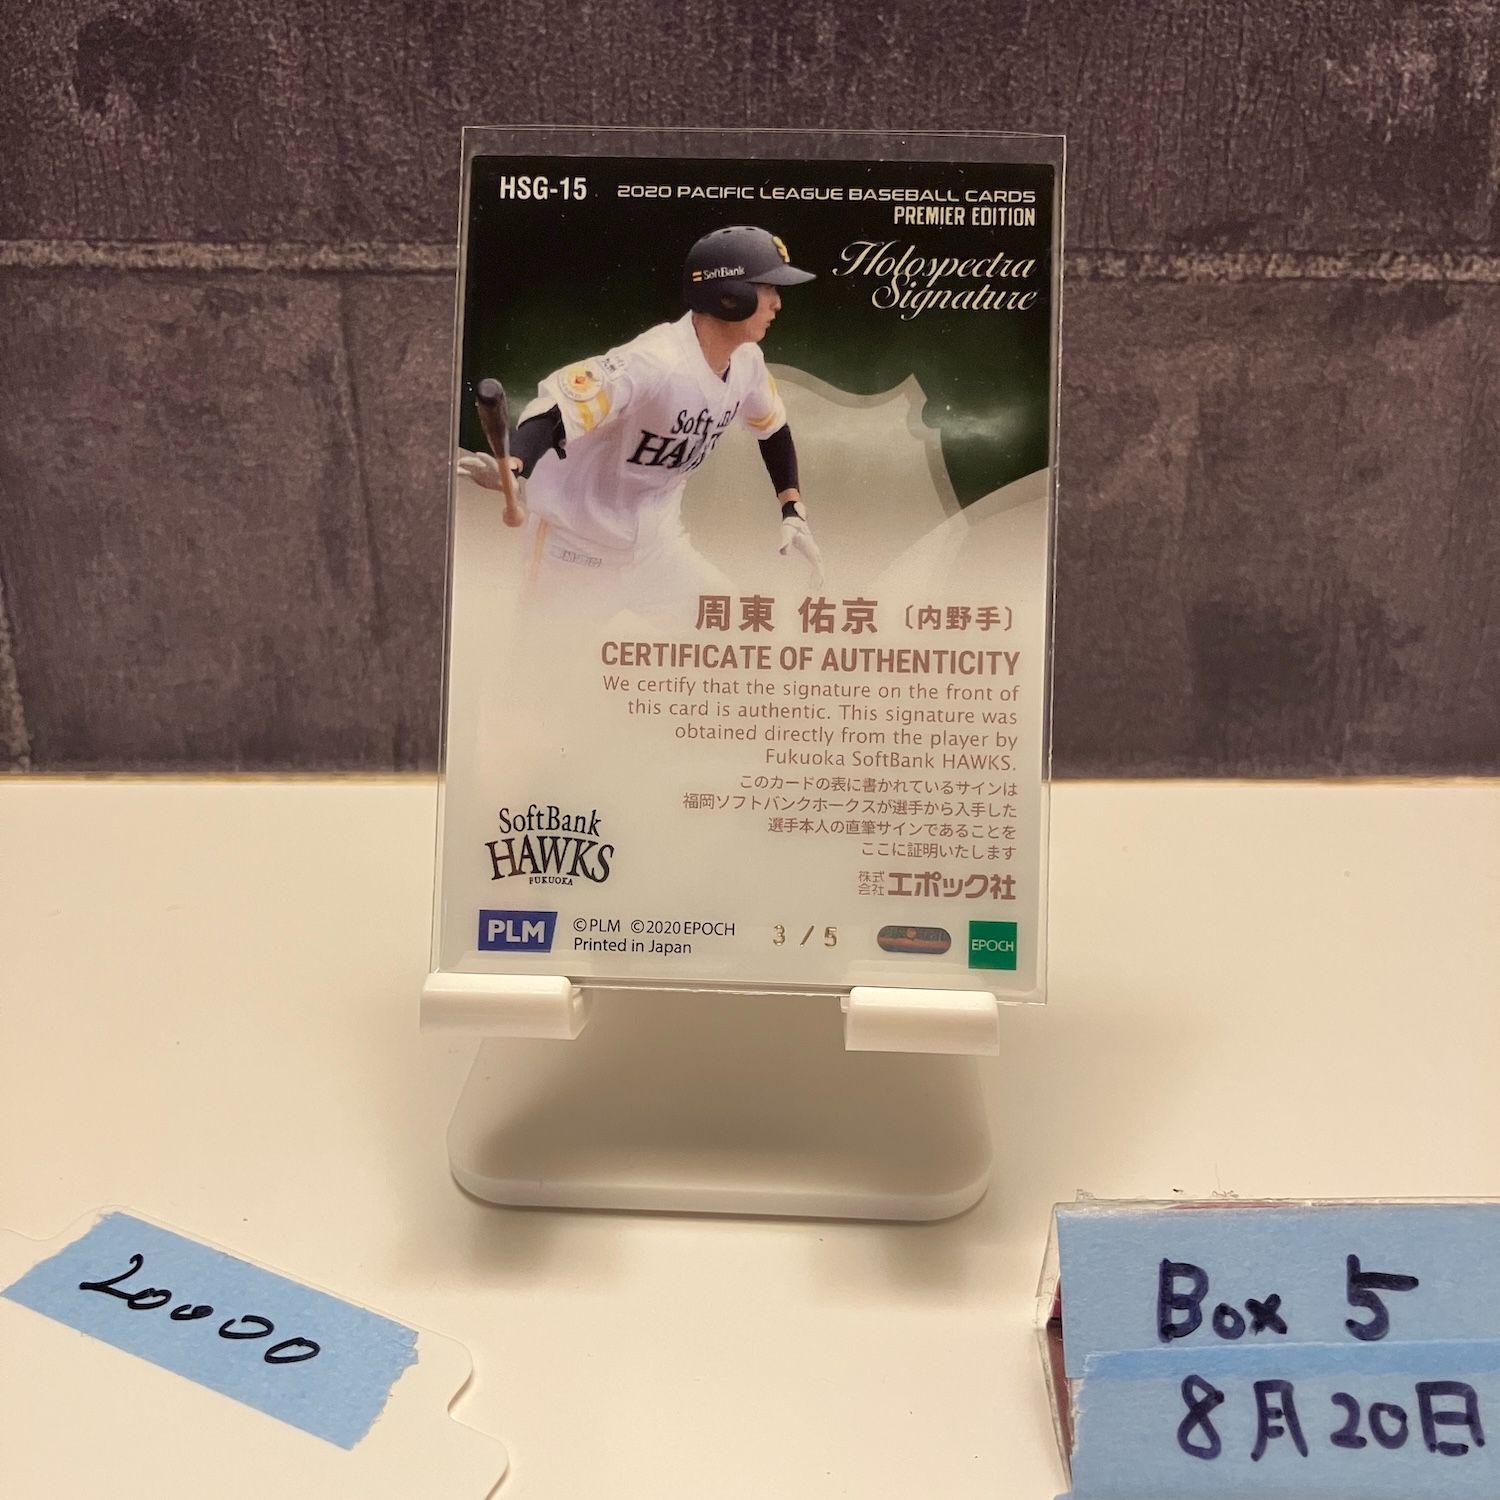 HSG-15
2020 PACIFIC LEAGUE BASEBALL CARDS
PREMIER EDITION
Holospectra
Signature
SoftBank
周東 佑京 〔内野手〕
CERTIFICATE OF AUTHENTICITY
We certify that the signature on the front of
this card is authentic. This signature was
obtained directly from the player by
Fukuoka SoftBank HAWKS.
このカードの表に書かれているサインは
福岡ソフトバンクホークスが選手から入手した
選手本人の直筆サインであることを
ここに証明いたします
株式会社エポック社
SoftBank
HAWKS
FUKUOKA
PLM
©PLM ©2020 EPOCH
Printed in Japan
3 / 5
EPOCH
20000
Box 5
8月20日